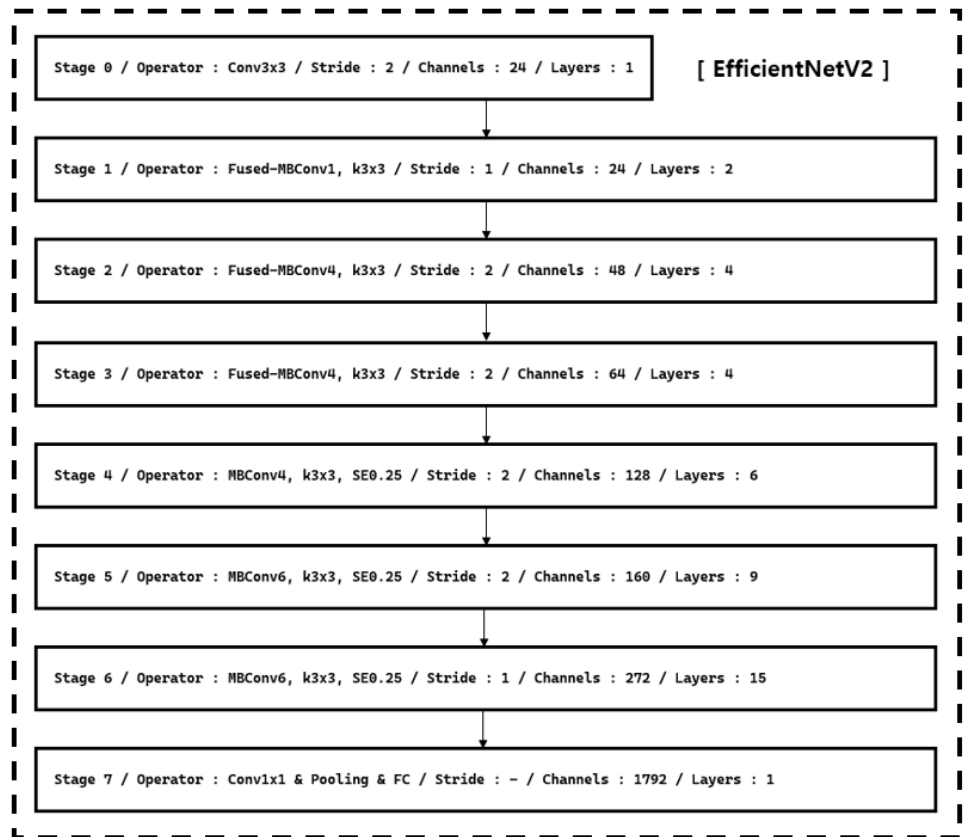 Stage 0 / Operator : Conv3x3 / Stride : 2 / Channels : 24 / Layers : 1
[ EfficientNetV2 ]
Stage 1 / Operator : Fused-MBConv1, k3x3 / Stride : 1 / Channels : 24 / Layers : 2
Stage 2 / Operator : Fused-MBConv4, k3x3 / Stride : 2 / Channels : 48 / Layers : 4
Stage 3 / Operator : Fused-MBConv4, k3x3 / Stride : 2 / Channels : 64 / Layers : 4
Stage 4 / Operator : MBConv4, k3x3, SE0.25 / Stride : 2 / Channels : 128 / Layers : 6
Stage 5 / Operator : MBConv6, k3x3, SE0.25 / Stride : 2 / Channels : 160 / Layers : 9
Stage 6 / Operator : MBConv6, k3x3, SE0.25 / Stride : 1 / Channels : 272 / Layers : 15
Stage 7 / Operator : Conv1x1 & Pooling & FC / Stride : - / Channels : 1792 / Layers : 1